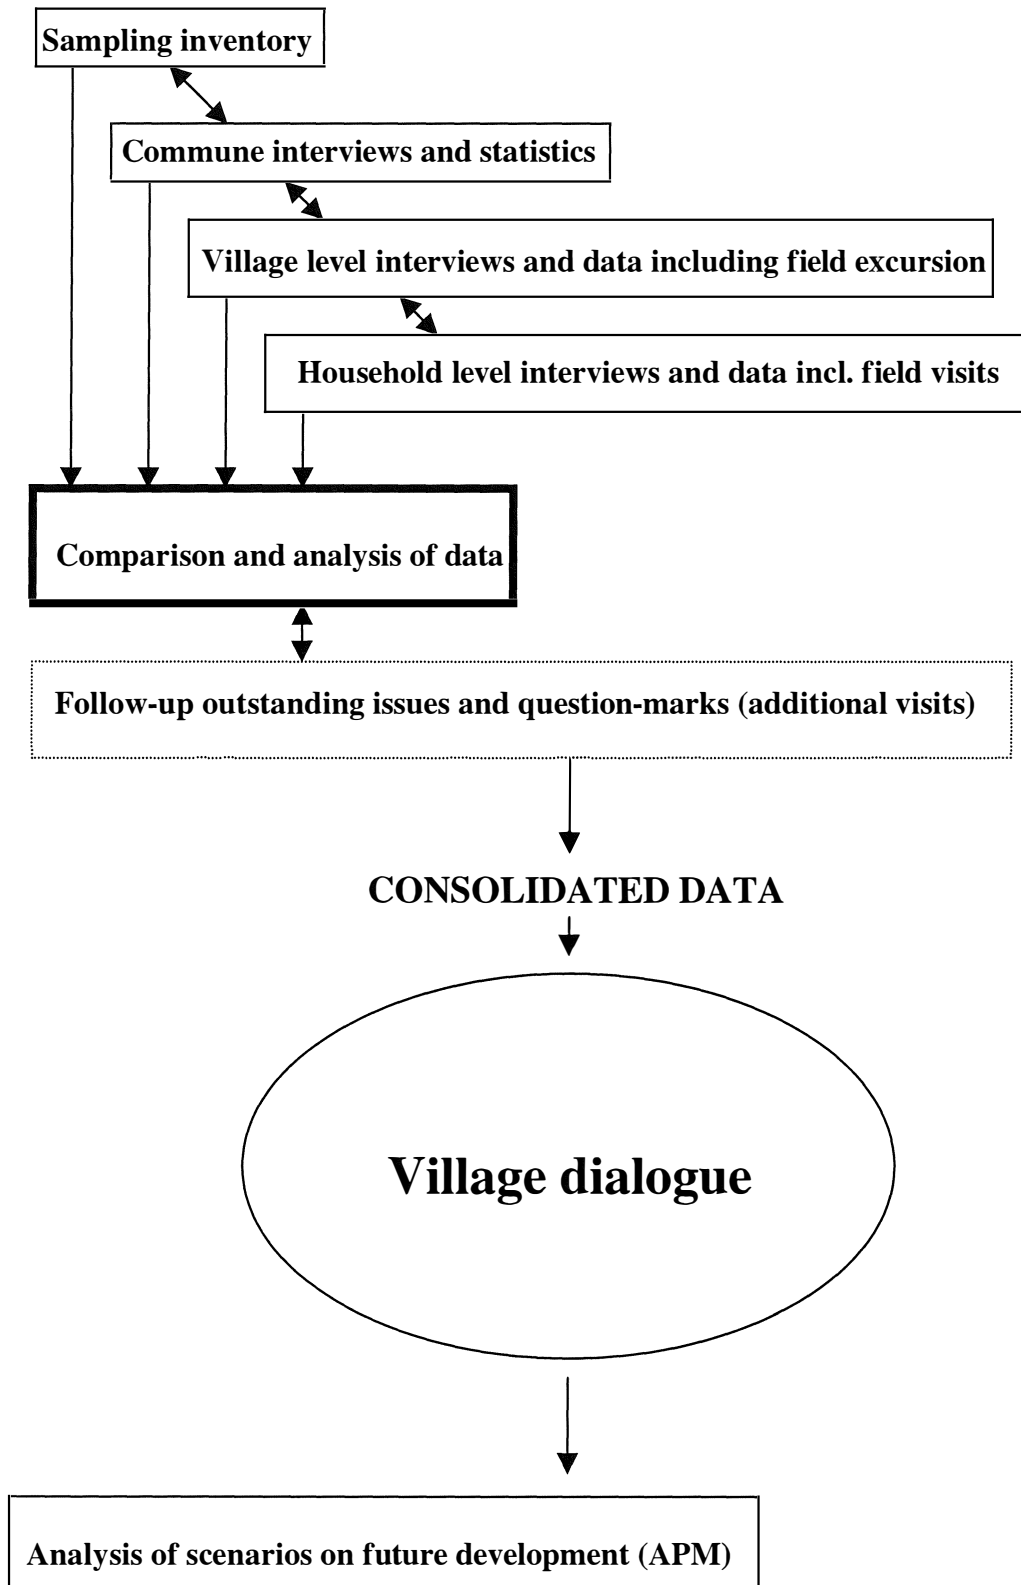 Sampling inventory
Commune interviews and statistics
Village level interviews and data including field excursion
Household level interviews and data incl. field visits
Comparison and analysis of data
Follow-up outstanding issues and question-marks (additional visits)
CONSOLIDATED DATA
Village dialogue
Analysis of scenarios on future development (APM)